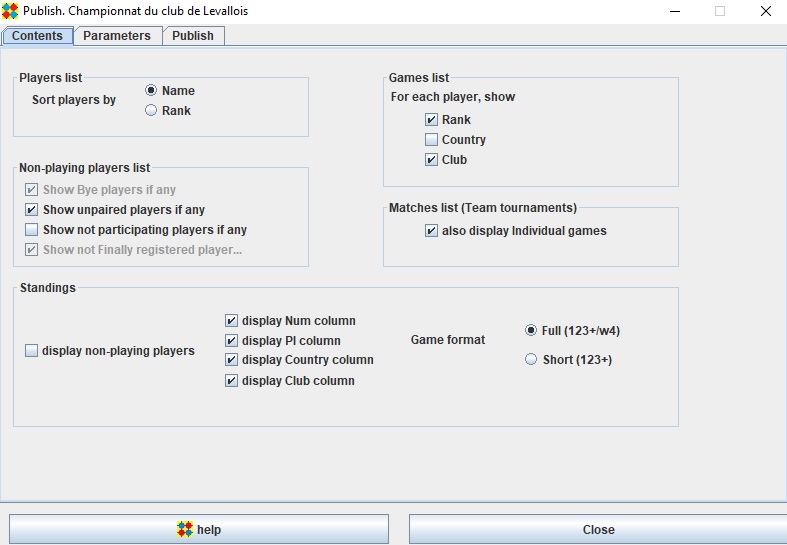 Publish. Championnat du club de Levallois
Contents Parameters Publish
Players list
Sort players by
Name
Rank
Games list
For each player, show
Rank
Country
Club
Non-playing players list
Show Bye players if any
Show unpaired players if any
Show not participating players if any
Show not Finally registered player...
Matches list (Team tournaments)
also display Individual games
Standings
display non-playing players
display Num column
display Pl column
display Country column
display Club column
Game format
Full (123+/w4)
Short (123+)
help
Close